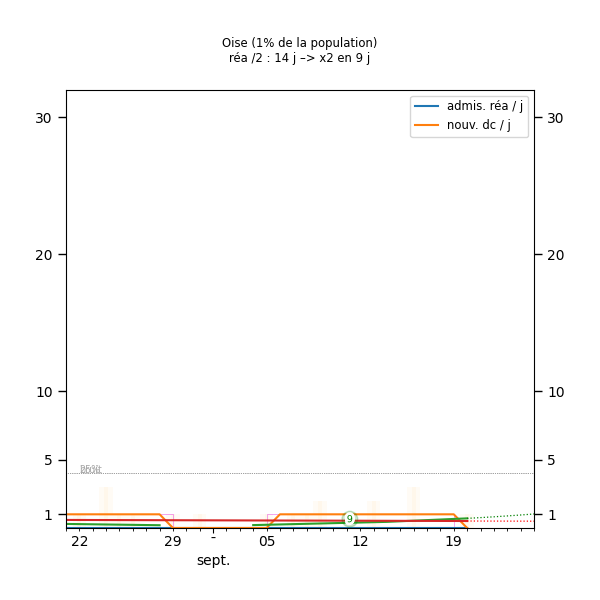 Oise (1% de la population)
réa /2 : 14 j –> x2 en 9 j
admis. réa / j
nouv. dc / j
30 30
20 20
10 10
5 5
1 1
9
22 29 - 05 12 19
sept.